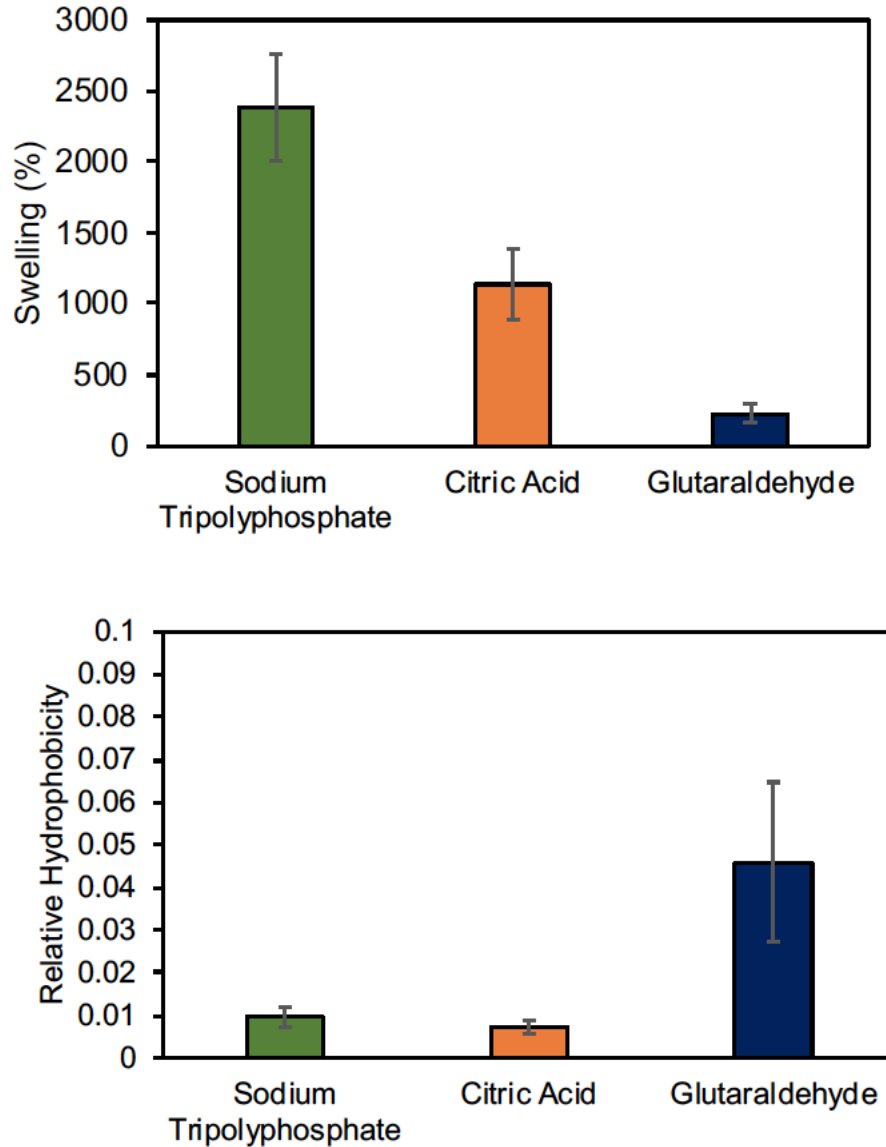 3000
2500
2000
1500
1000
500
0
Swelling (%)
Sodium
Tripolyphosphate
Citric Acid
Glutaraldehyde
0.1
0.09
0.08
0.07
0.06
0.05
0.04
0.03
0.02
0.01
0
Relative Hydrophobicity
Sodium
Tripolyphosphate
Citric Acid
Glutaraldehyde